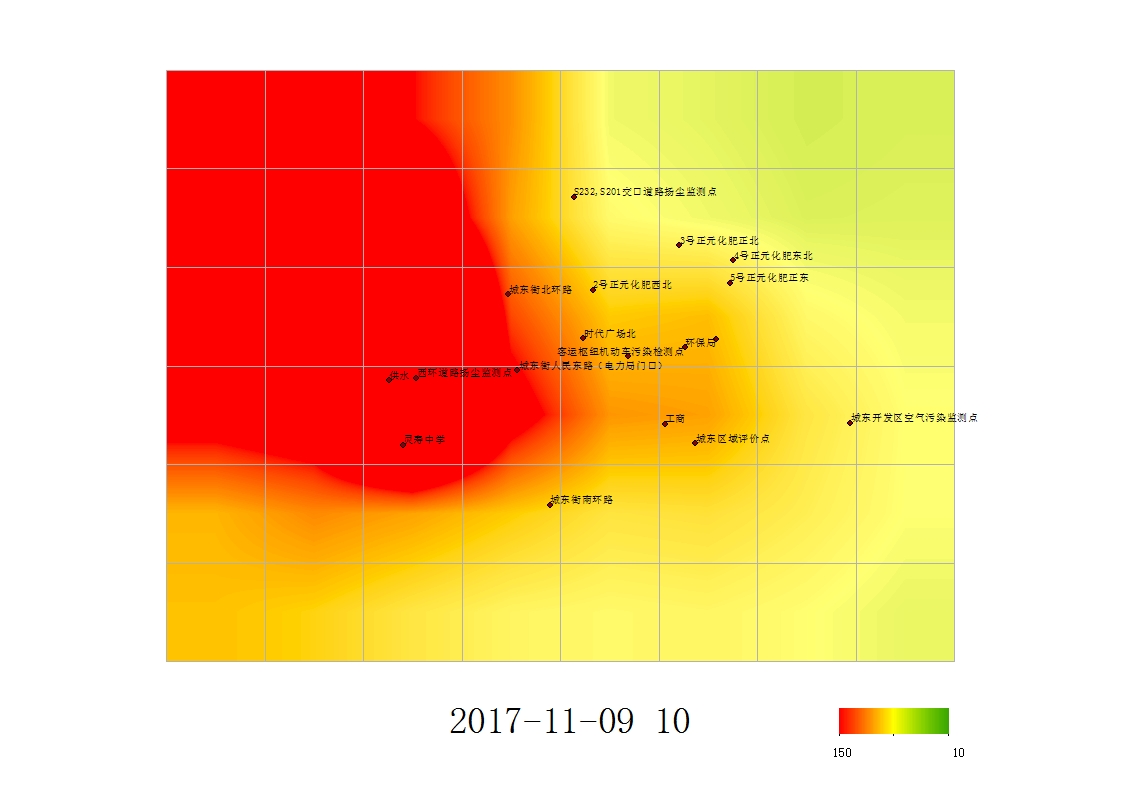 S232,S201交口道路扬尘监测点
3号正元化肥正北
4号正元化肥东北
5号正元化肥正东
2号正元化肥西北
城东街北环路
时代广场北
环保局
客运枢纽机动车污染检测点
城东街人民东路（电力局门口）
供水
西环道路扬尘监测点
工商
城东开发区空气污染监测点
灵寿中学
城东区域评价点
城东街南环路
2017-11-09 10
150
10